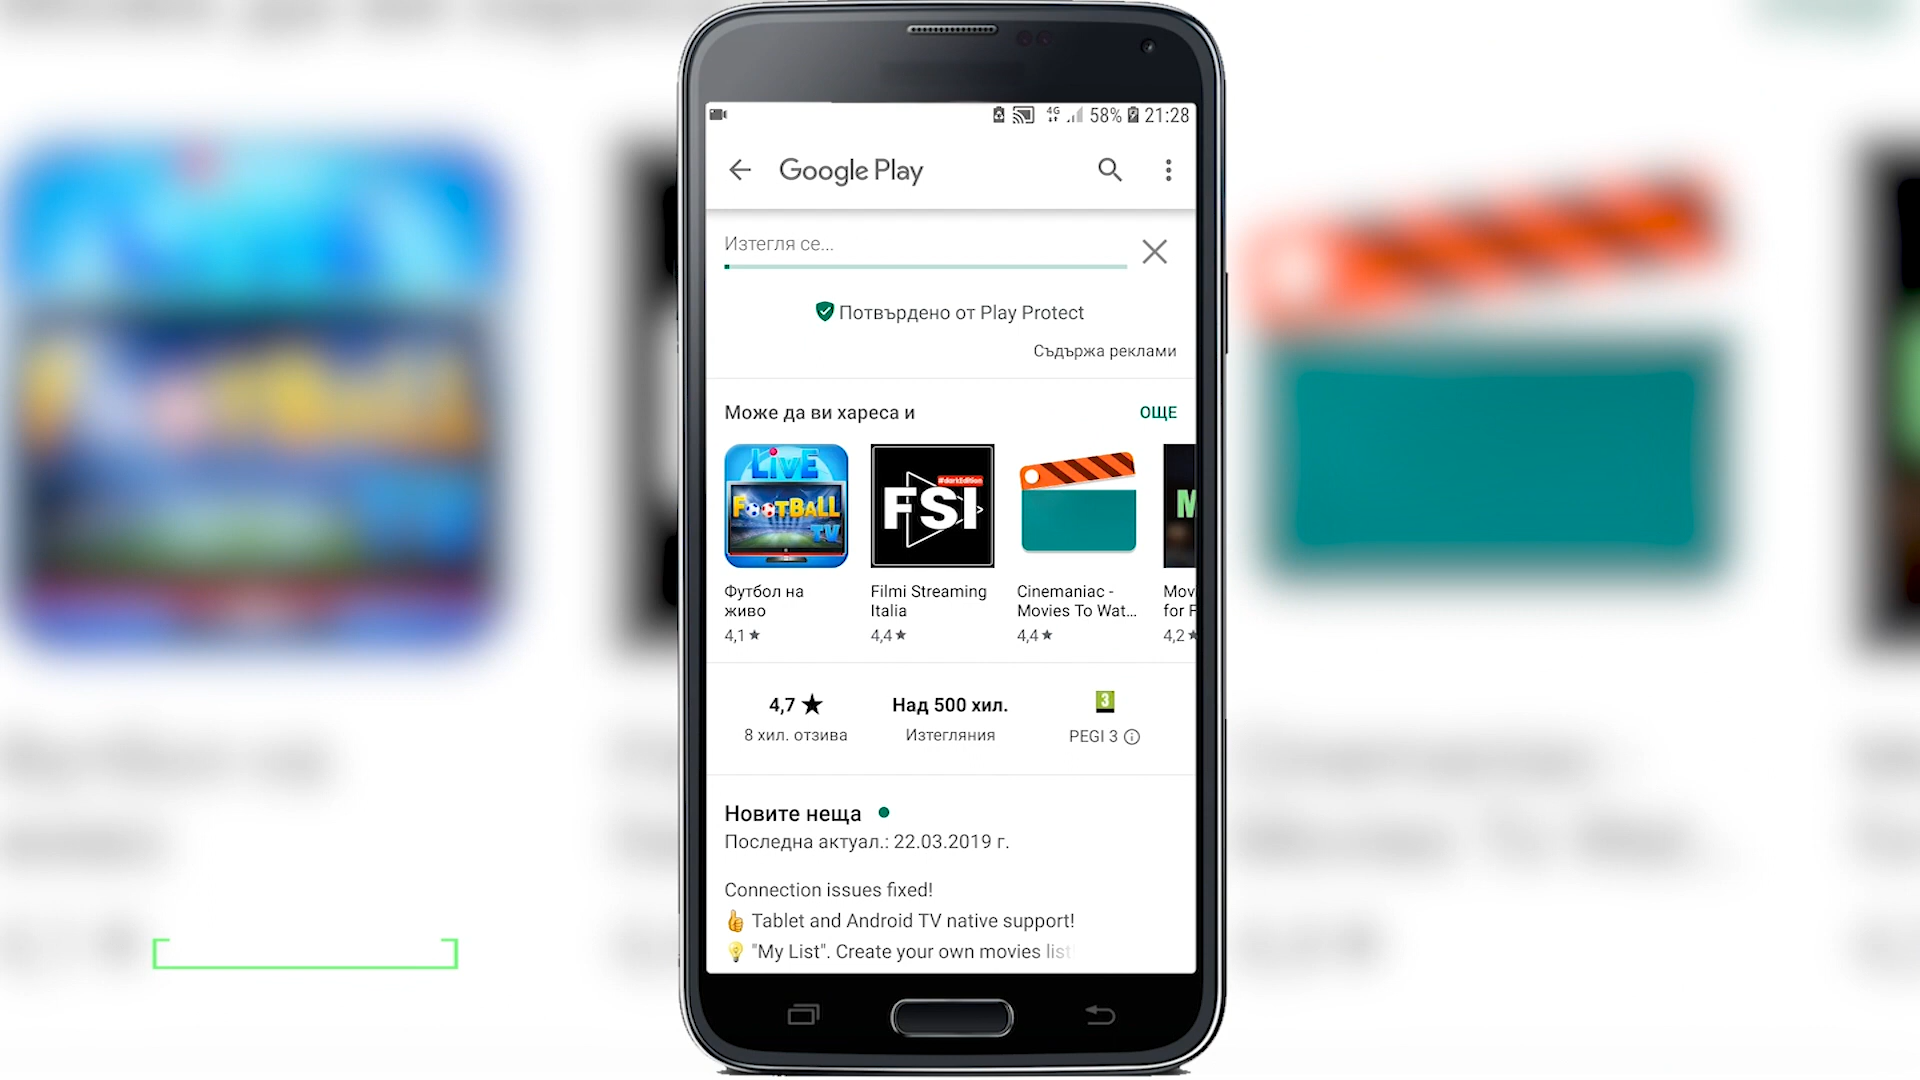 4G 58% 21:28
Google Play
Изтегля се...
Потвърдено от Play Protect
Съдържа реклами
Може да ви хареса и
ОЩЕ
LivE
FOOTBALL
TV
#darkEdition
FSI
M
Футбол на
живо
4,1★
Filmi Streaming
Italia
4,4★
Cinemaniac -
Movies To Wat...
4,4★
Mov
for F
4,2★
4,7 ★
8 хил. отзива
Над 500 хил.
Изтегляния
3
PEGI 3
Новите неща
Последна актуал.: 22.03.2019 г.
Connection issues fixed!
👍 Tablet and Android TV native support!
💡 "My List". Create your own movies list